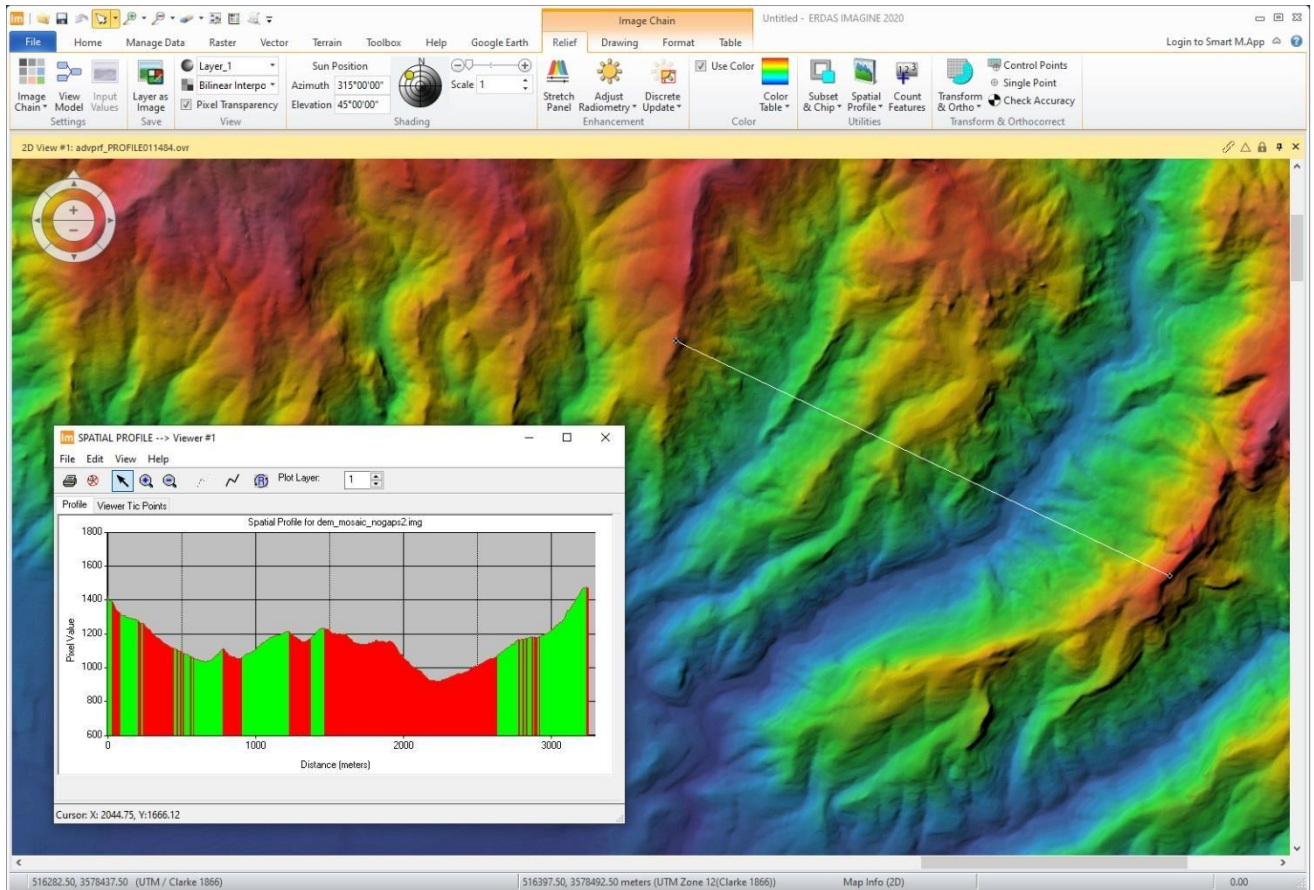 Im
Image Chain
Untitled - ERDAS IMAGINE 2020
File Home Manage Data Raster Vector Terrain Toolbox Help Google Earth Relief Drawing Format Table Login to Smart M.App
Image Chain
View Model
Input Values
Settings
Layer as Image
Save
Layer_1
Bilinear Interpo
Pixel Transparency
View
Sun Position
Azimuth 315°00'00"
Elevation 45°00'00"
N
Scale 1
Shading
Stretch Panel
Adjust Radiometry
Discrete Update
Enhancement
Use Color
Color Table
Color
Subset & Chip
Spatial Profile
1 2 3
Count Features
Utilities
Transform & Ortho
Control Points
Single Point
Check Accuracy
Transform & Orthocorrect
2D View #1: advprf_PROFILE011484.ovr
Im SPATIAL PROFILE --> Viewer #1
File Edit View Help
Plot Layer: 1
Profile Viewer Tic Points
Spatial Profile for dem_mosaic_nogaps2.img
1800
1600
1400
1200
1000
800
600
Pixel Value
0 1000 2000 3000
Distance (meters)
Cursor: X: 2044.75, Y:1666.12
516282.50, 3578437.50 (UTM / Clarke 1866) 516397.50, 3578492.50 meters (UTM Zone 12(Clarke 1866)) Map Info (2D) 0.00